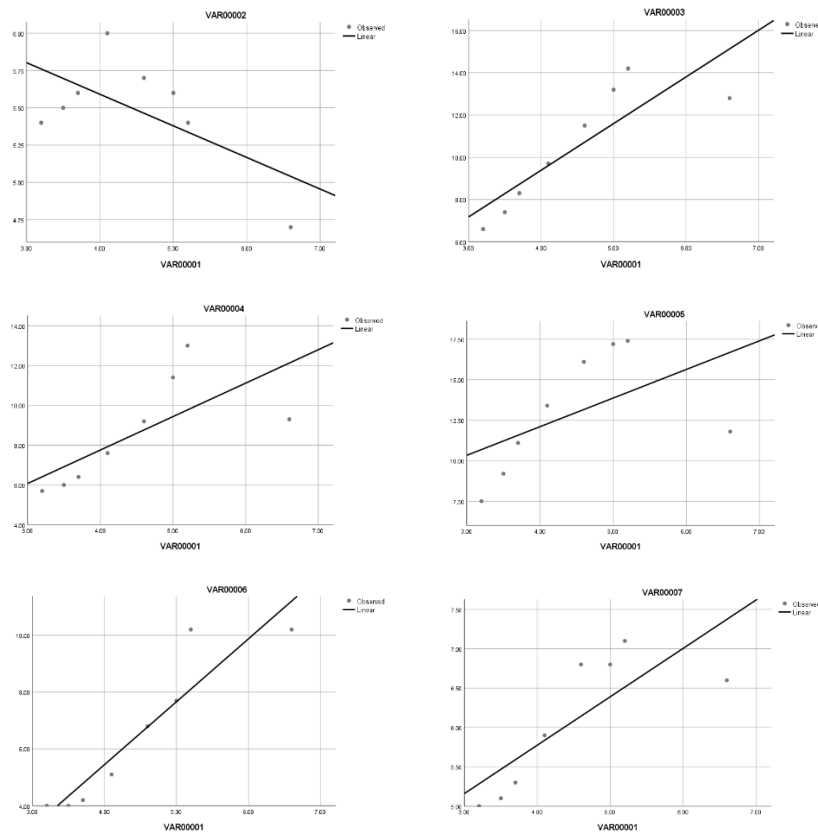 VAR00002
Observed
Linear
6.00
5.75
5.50
5.25
5.00
4.75
3.00 4.00 5.00 6.00 7.00
VAR00001
VAR00003
Observed
Linear
16.00
14.00
12.00
10.00
8.00
6.00
3.00 4.00 5.00 6.00 7.00
VAR00001
VAR00004
Observed
Linear
14.00
12.00
10.00
8.00
6.00
4.00
3.00 4.00 5.00 6.00 7.00
VAR00001
VAR00005
Observed
Linear
17.50
15.00
12.50
10.00
7.50
3.00 4.00 5.00 6.00 7.00
VAR00001
VAR00006
Observed
Linear
10.00
8.00
6.00
4.00
3.00 4.00 5.00 6.00 7.00
VAR00001
VAR00007
Observed
Linear
7.50
7.00
6.50
6.00
5.50
5.00
3.00 4.00 5.00 6.00 7.00
VAR00001